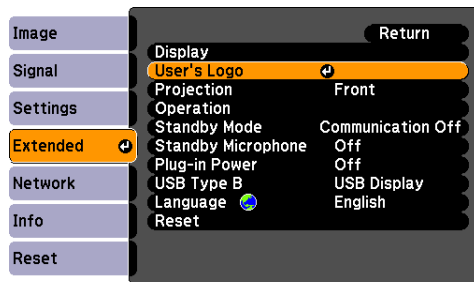 Image
Signal
Settings
Extended
Network
Info
Reset
Return
Display
User's Logo
Projection Front
Operation
Standby Mode Communication Off
Standby Microphone Off
Plug-in Power Off
USB Type B USB Display
Language English
Reset